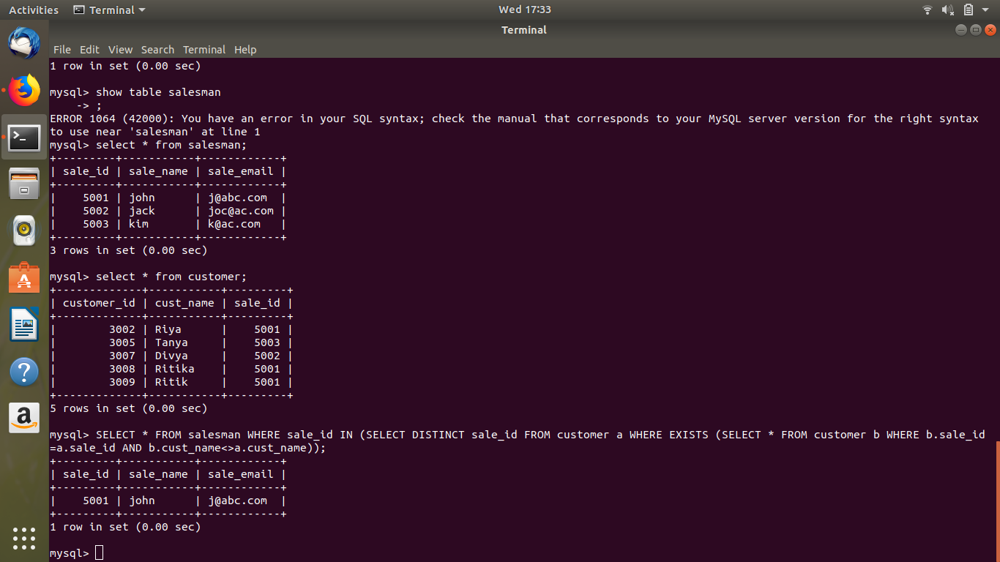 Activities Terminal Wed 17:33
Terminal
File Edit View Search Terminal Help
1 row in set (0.00 sec)
mysql> show table salesman
    -> ;
ERROR 1064 (42000): You have an error in your SQL syntax; check the manual that corresponds to your MySQL server version for the right syntax
to use near 'salesman' at line 1
mysql> select * from salesman;
+---------+-----------+------------+
| sale_id | sale_name | sale_email |
+---------+-----------+------------+
|    5001 | john      | j@abc.com  |
|    5002 | jack      | joc@ac.com |
|    5003 | kim       | k@ac.com   |
+---------+-----------+------------+
3 rows in set (0.00 sec)
mysql> select * from customer;
+-------------+-----------+---------+
| customer_id | cust_name | sale_id |
+-------------+-----------+---------+
|        3002 | Riya      |    5001 |
|        3005 | Tanya     |    5003 |
|        3007 | Divya     |    5002 |
|        3008 | Ritika    |    5001 |
|        3009 | Ritik     |    5001 |
+-------------+-----------+---------+
5 rows in set (0.00 sec)
mysql> SELECT * FROM salesman WHERE sale_id IN (SELECT DISTINCT sale_id FROM customer a WHERE EXISTS (SELECT * FROM customer b WHERE b.sale_id
=a.sale_id AND b.cust_name<>a.cust_name));
+---------+-----------+------------+
| sale_id | sale_name | sale_email |
+---------+-----------+------------+
|    5001 | john      | j@abc.com  |
+---------+-----------+------------+
1 row in set (0.00 sec)
mysql>